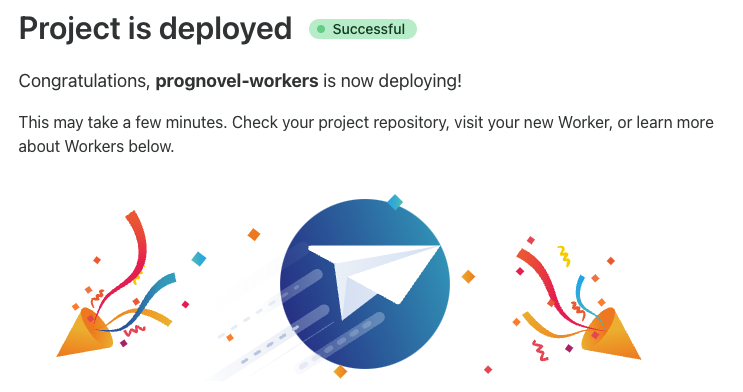 Project is deployed Successful
Congratulations, prognovel-workers is now deploying!
This may take a few minutes. Check your project repository, visit your new Worker, or learn more
about Workers below.